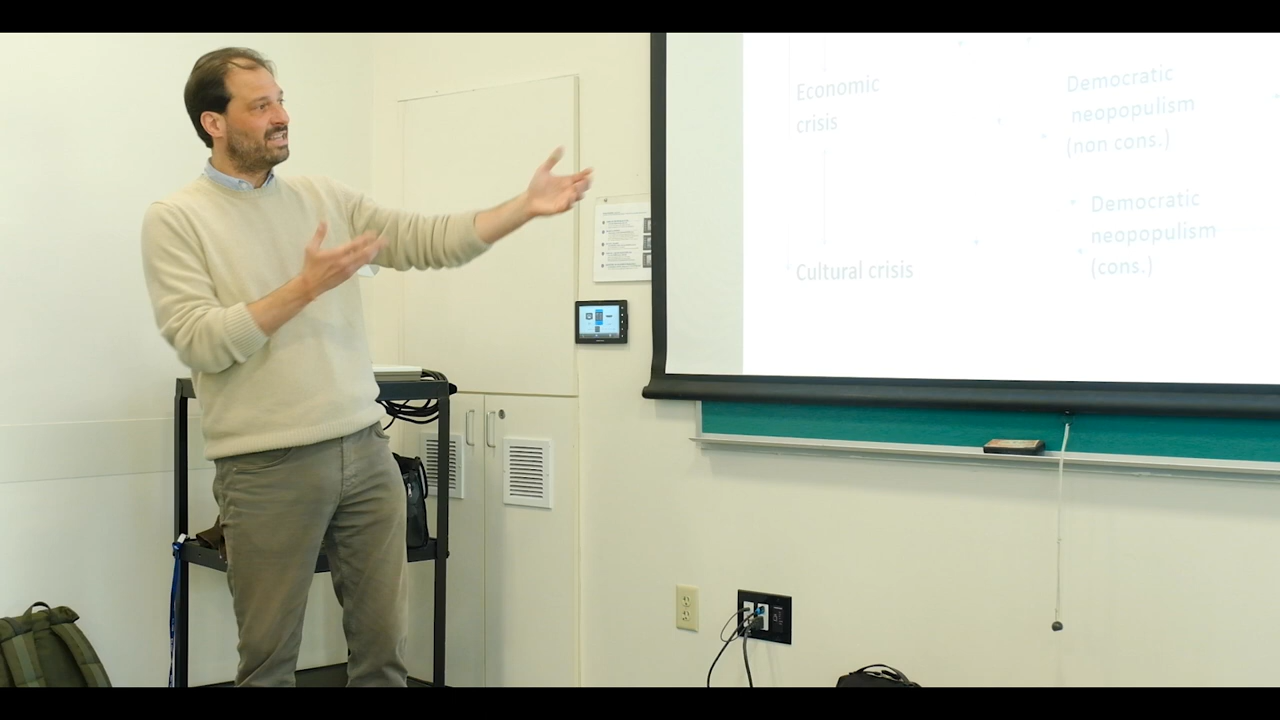 Economic
crisis
Cultural crisis
Democratic
neopopulism
(non cons.)
Democratic
neopopulism
(cons.)